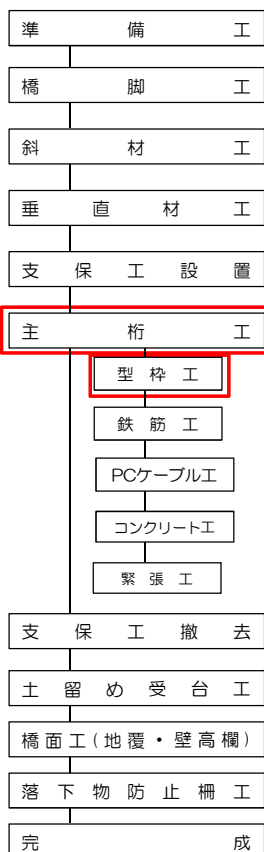 準備工
橋脚工
斜材工
垂直材工
支保工設置
主桁工
型枠工
鉄筋工
PCケーブル工
コンクリート工
緊張工
支保工撤去
土留め受台工
橋面工(地覆・壁高欄)
落下物防止柵工
完成